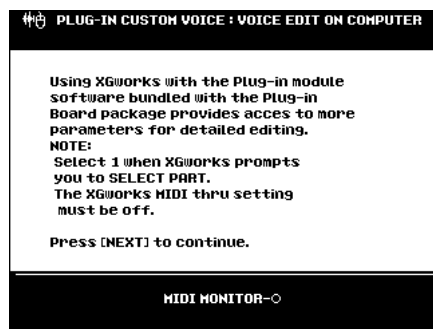 PLUG-IN CUSTOM VOICE : VOICE EDIT ON COMPUTER
Using XGworks with the Plug-in module
software bundled with the Plug-in
Board package provides acces to more
parameters for detailed editing.
NOTE:
Select 1 when XGworks prompts
you to SELECT PART.
The XGworks MIDI thru setting
must be off.
Press [NEXT] to continue.
MIDI MONITOR-○